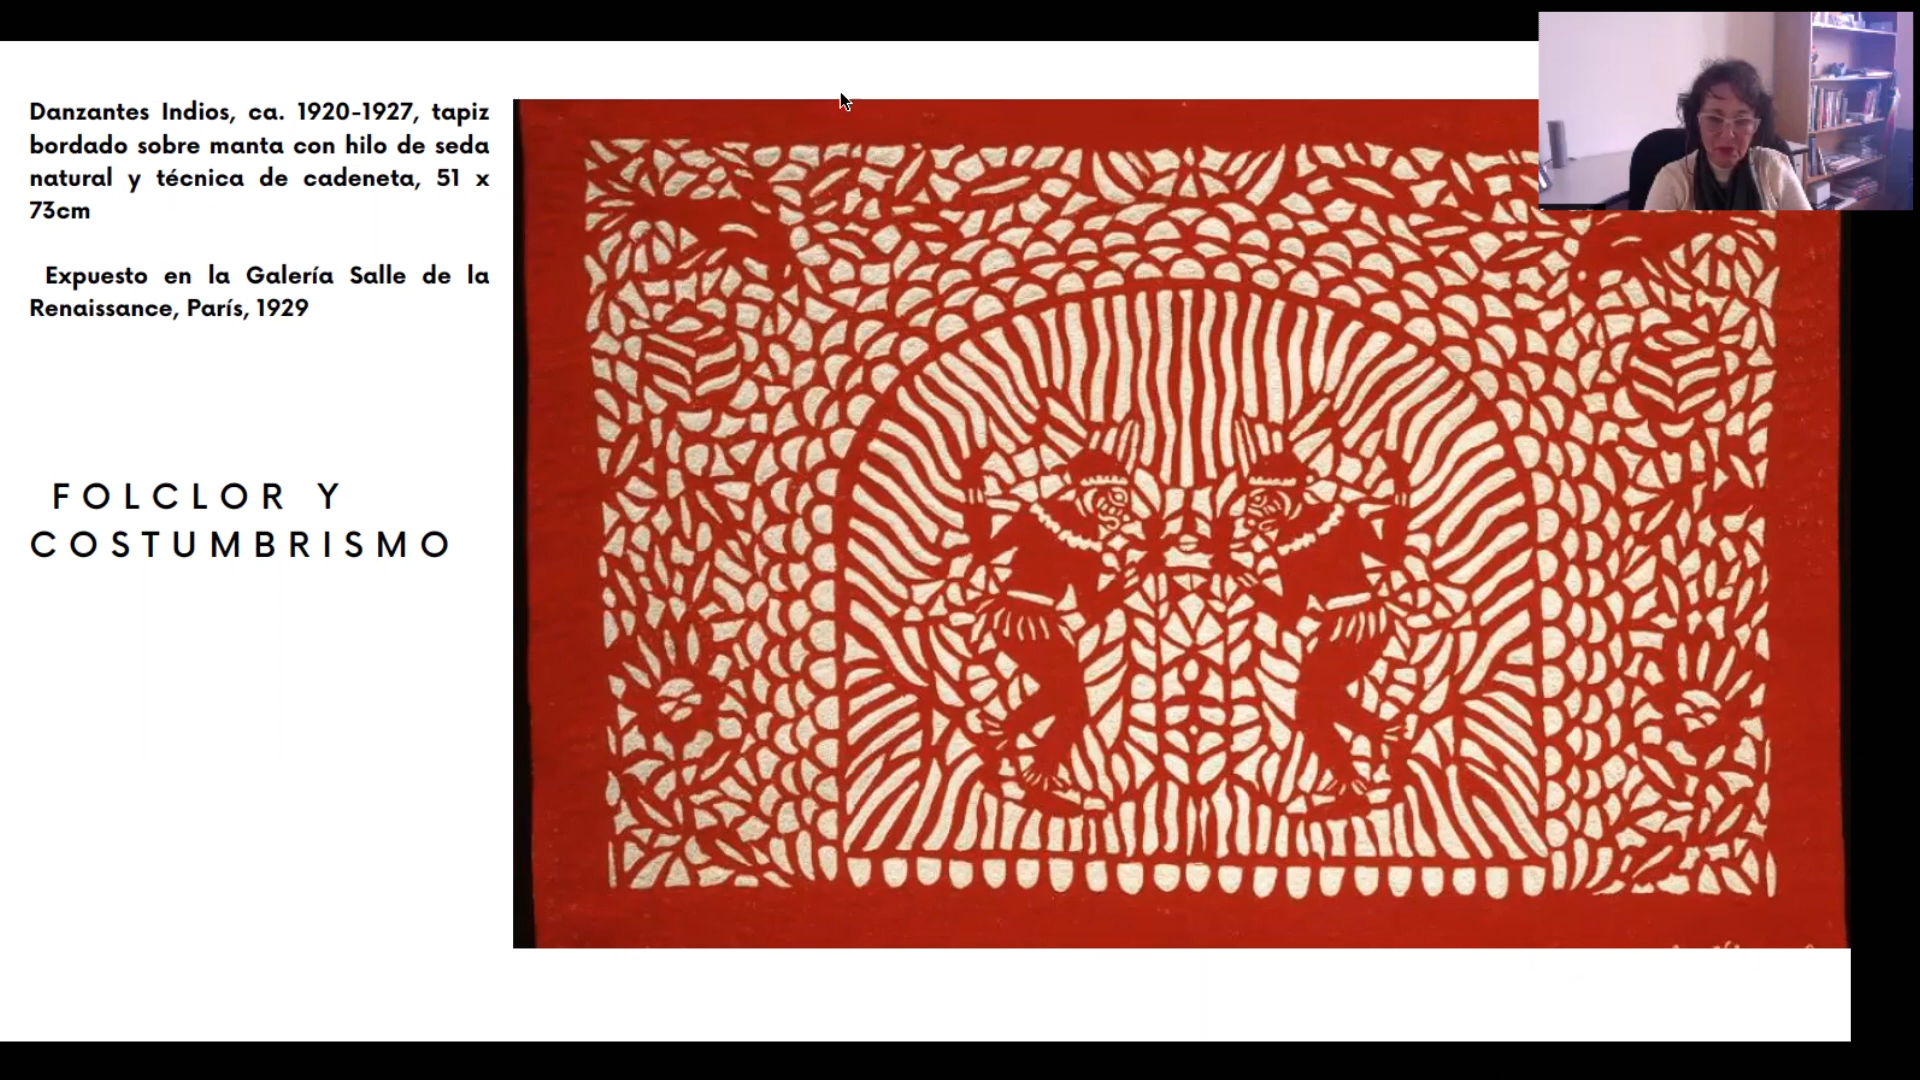 Danzantes Indios, ca. 1920-1927, tapiz
bordado sobre manta con hilo de seda
natural y técnica de cadeneta, 51 x
73cm
Expuesto en la Galería Salle de la
Renaissance, París, 1929
FOLCLOR Y
COSTUMBRISMO